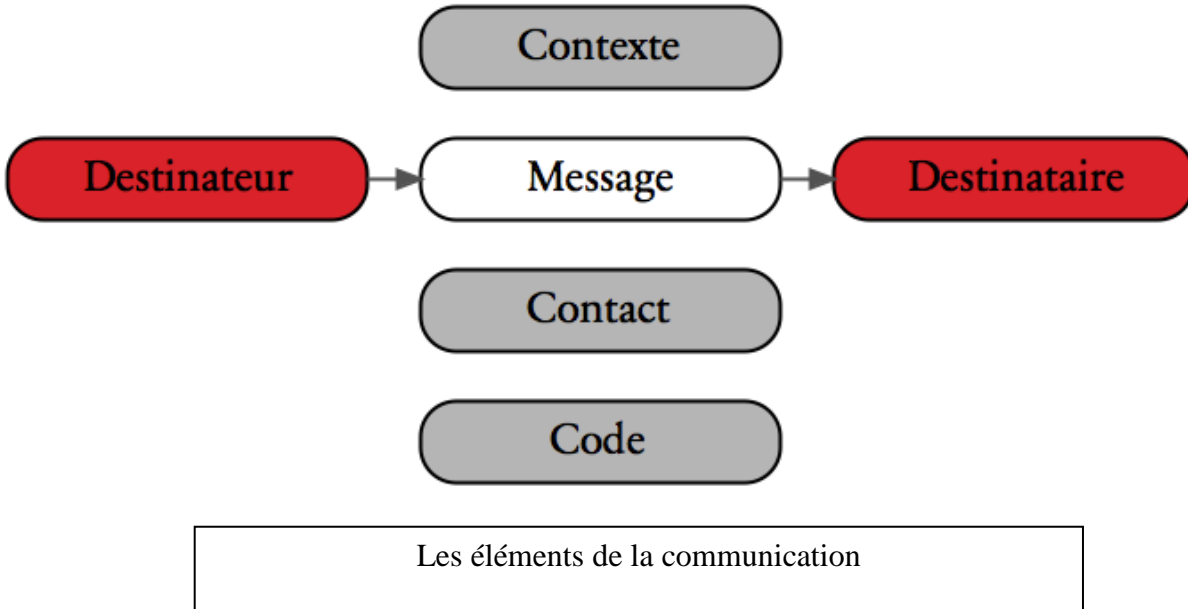 Contexte
Destinateur Message Destinataire
Contact
Code
Les éléments de la communication